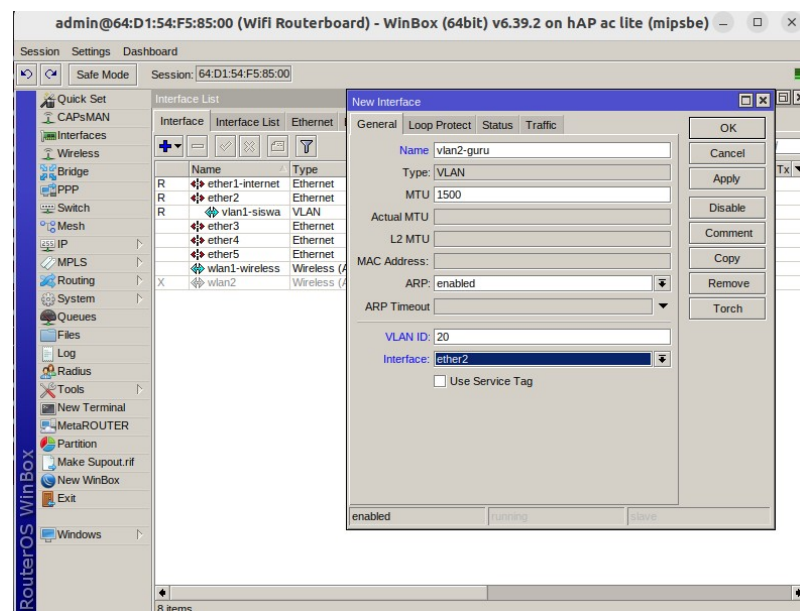 admin@64:D1:54:F5:85:00 (Wifi Routerboard) - WinBox (64bit) v6.39.2 on hAP ac lite (mipsbe)
Session Settings Dashboard
Safe Mode Session: 64:D1:54:F5:85:00
Quick Set
CAPsMAN
Interfaces
Wireless
Bridge
PPP
Switch
Mesh
IP
MPLS
Routing
System
Queues
Files
Log
Radius
Tools
New Terminal
MetaROUTER
Partition
Make Supout.rif
New WinBox
Exit
Windows
RouterOS WinBox
Interface List
Interface Interface List Ethernet
Name Type Tx
R ether1-internet Ethernet
R ether2 Ethernet
R vlan1-siswa VLAN
ether3 Ethernet
ether4 Ethernet
ether5 Ethernet
wlan1-wireless Wireless (A
X wlan2 Wireless (A
8 items
New Interface
General Loop Protect Status Traffic
Name vlan2-guru
Type: VLAN
MTU 1500
Actual MTU
L2 MTU
MAC Address:
ARP: enabled
ARP Timeout
VLAN ID: 20
Interface: ether2
Use Service Tag
OK
Cancel
Apply
Disable
Comment
Copy
Remove
Torch
enabled running slave